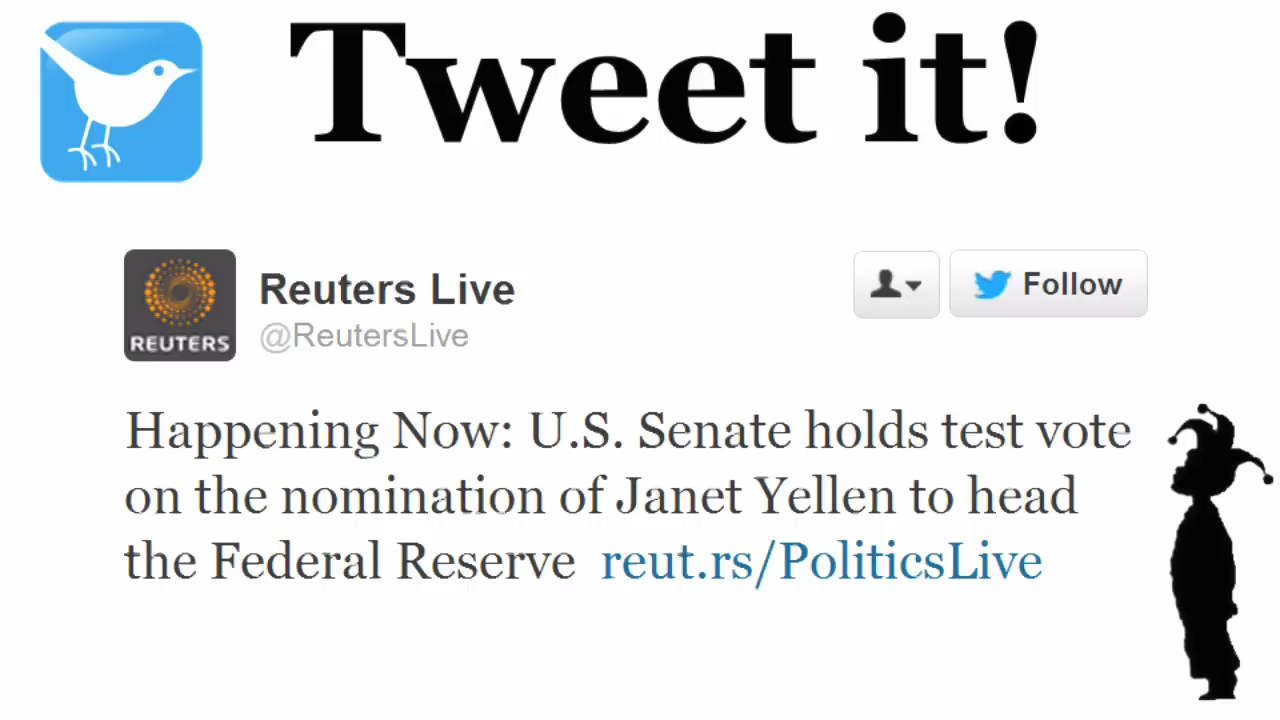 Tweet it!
REUTERS
Reuters Live
@ReutersLive
Follow
Happening Now: U.S. Senate holds test vote
on the nomination of Janet Yellen to head
the Federal Reserve reut.rs/PoliticsLive